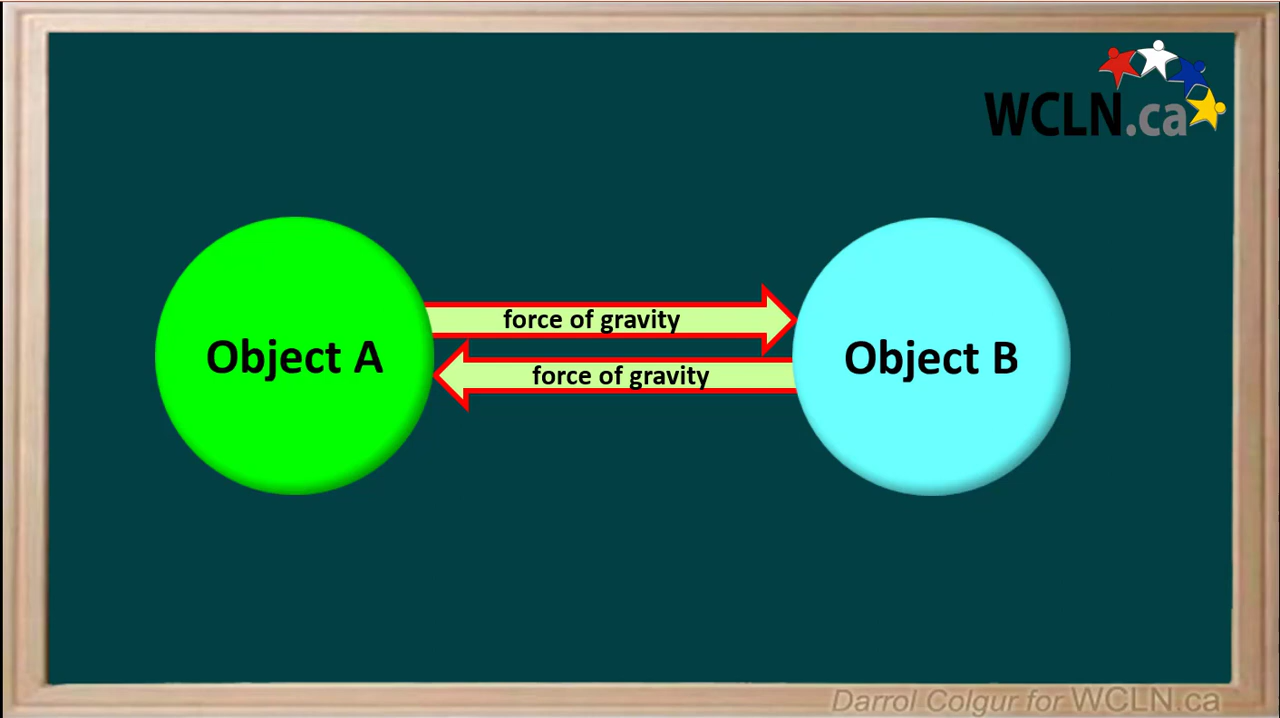 WCLN.ca
force of gravity
Object A
Object B
force of gravity
Darrol Colgur for WCLN.ca